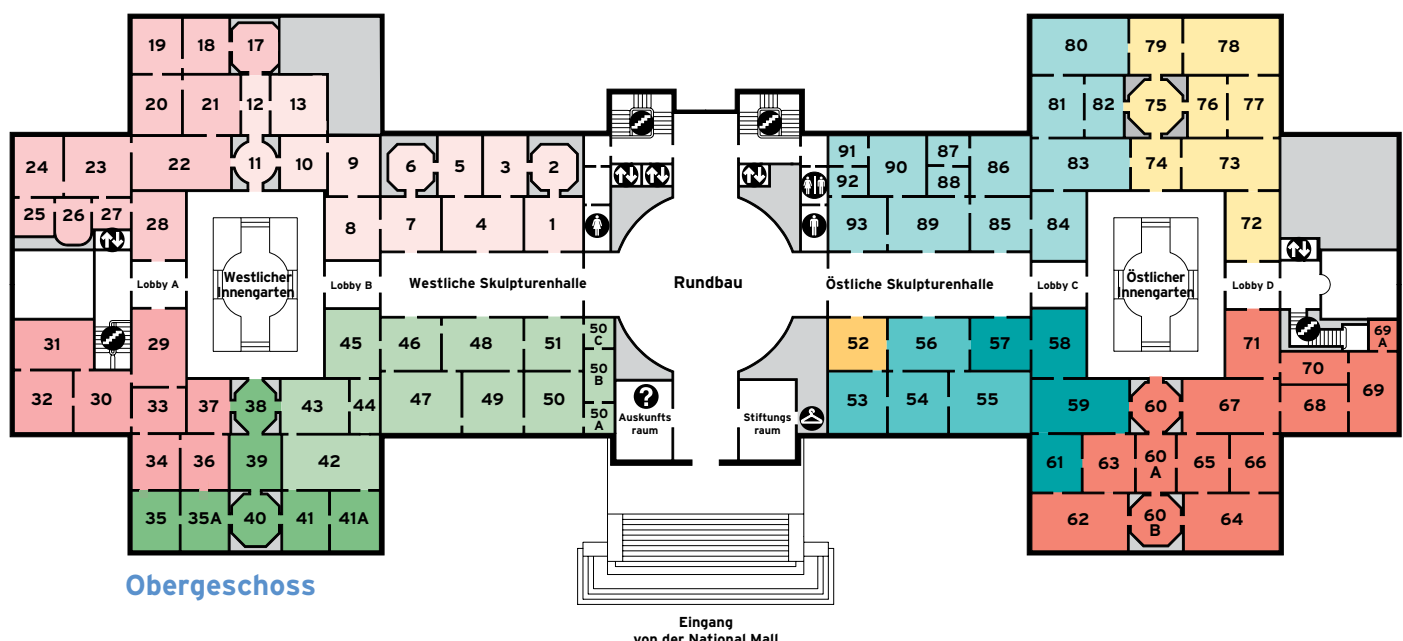 19 18 17 80 79 78
20 21 12 13 81 82 75 76 77
24 23 22 11 10 9 6 5 3 2 91 90 87 86 83 74 73
92 88
25 26 27 28 8 7 4 1 93 89 85 84 72
Lobby A
Westlicher
Innengarten
Lobby B
Westliche Skulpturenhalle
Rundbau
Östliche Skulpturenhalle
Lobby C
Östlicher
Innengarten
Lobby D
31 29 45 46 48 51
50
C
52 56 57 58 71
69
A
50
B
70
32 30 33 37 38 43 44 47 49 50
50
A
?
Auskunfts
raum
Stiftungs
raum
53 54 55 59 60 67 68 69
34 36 39 42 61 63
60
A
65 66
35 35A 40 41 41A 62
60
B
64
Obergeschoss
Eingang
von der National Mall